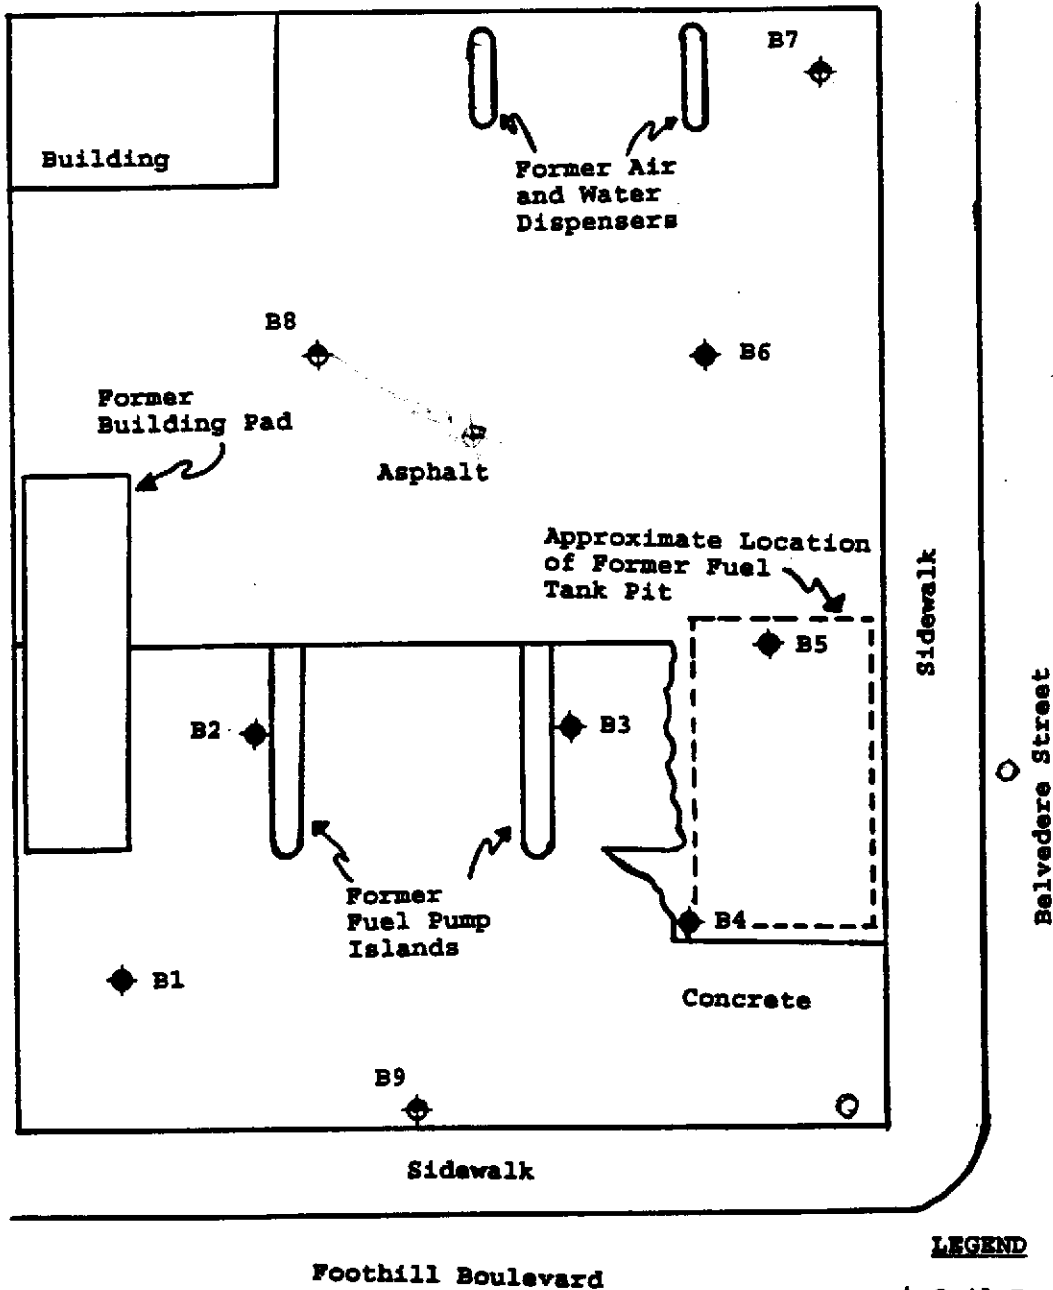 B7
Building
Former Air
and Water
Dispensers
B8
B6
Former
Building Pad
Asphalt
Approximate Location
of Former Fuel
Tank Pit
Sidewalk
B5
B2
B3
Belvedere Street
Former
Fuel Pump
Islands
B4
B1
Concrete
B9
Sidewalk
LEGEND
Foothill Boulevard